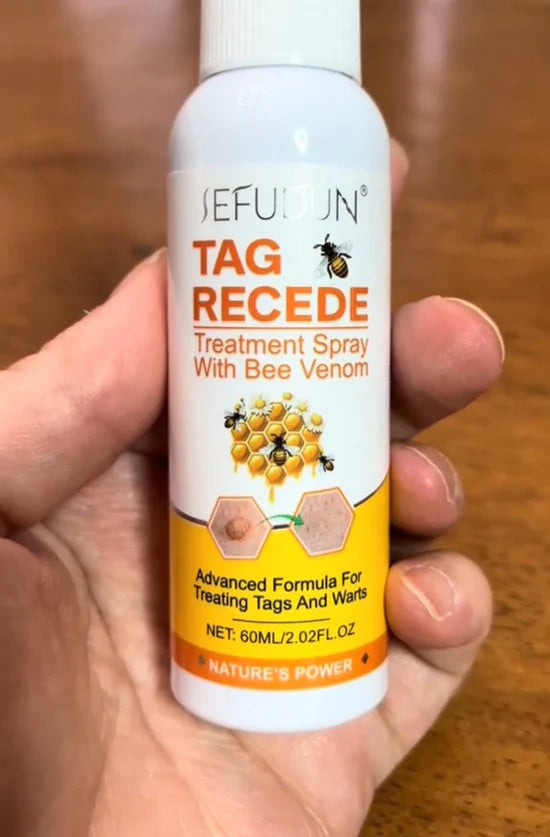 SEFUDUN®
TAG
RECEDE
Treatment Spray
With Bee Venom
Advanced Formula For
Treating Tags And Warts
NET: 60ML/2.02FL.OZ
NATURE'S POWER